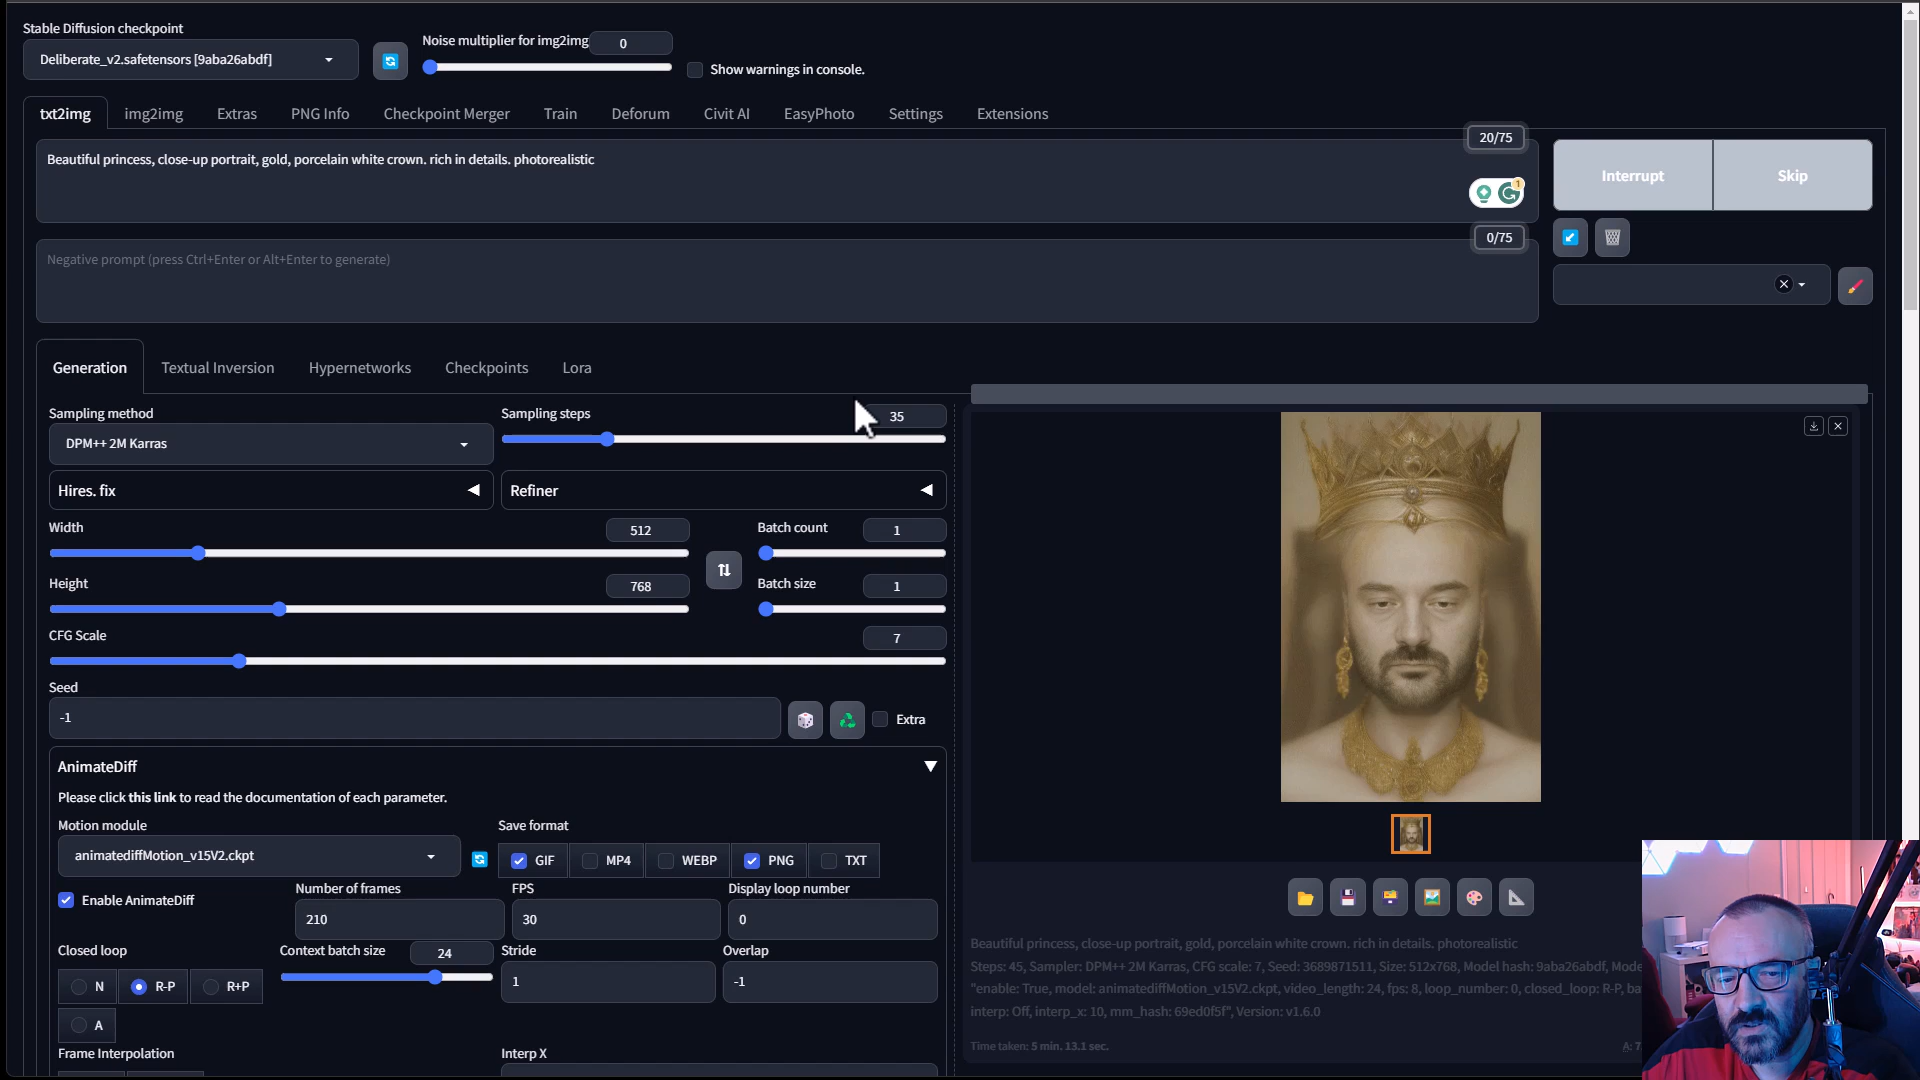 Stable Diffusion checkpoint
Deliberate_v2.safetensors [9aba26abdf]
Noise multiplier for img2img
0
Show warnings in console.
txt2img
img2img
Extras
PNG Info
Checkpoint Merger
Train
Deforum
Civit AI
EasyPhoto
Settings
Extensions
20/75
Beautiful princess, close-up portrait, gold, porcelain white crown. rich in details. photorealistic
1
Interrupt
Skip
0/75
Negative prompt (press Ctrl+Enter or Alt+Enter to generate)
Generation
Textual Inversion
Hypernetworks
Checkpoints
Lora
Sampling method
DPM++ 2M Karras
Sampling steps
35
Hires. fix
Refiner
Width
512
Batch count
1
Height
768
Batch size
1
CFG Scale
7
Seed
-1
Extra
AnimateDiff
Please click this link to read the documentation of each parameter.
Motion module
animatediffMotion_v15V2.ckpt
Save format
GIF
MP4
WEBP
PNG
TXT
Enable AnimateDiff
Number of frames
210
FPS
30
Display loop number
0
Closed loop
N
R-P
R+P
A
Context batch size
24
Stride
1
Overlap
-1
Frame Interpolation
Interp X
Beautiful princess, close-up portrait, gold, porcelain white crown. rich in details. photorealistic
Steps: 45, Sampler: DPM++ 2M Karras, CFG scale: 7, Seed: 3689871511, Size: 512x768, Model hash: 9aba26abdf, Mode
"enable: True, model: animatediffMotion_v15V2.ckpt, video_length: 24, fps: 8, loop_number: 0, closed_loop: R-P, ba
interp: Off, interp_x: 10, mm_hash: 69ed0f5f", Version: v1.6.0
Time taken: 5 min. 13.1 sec.
A: 7